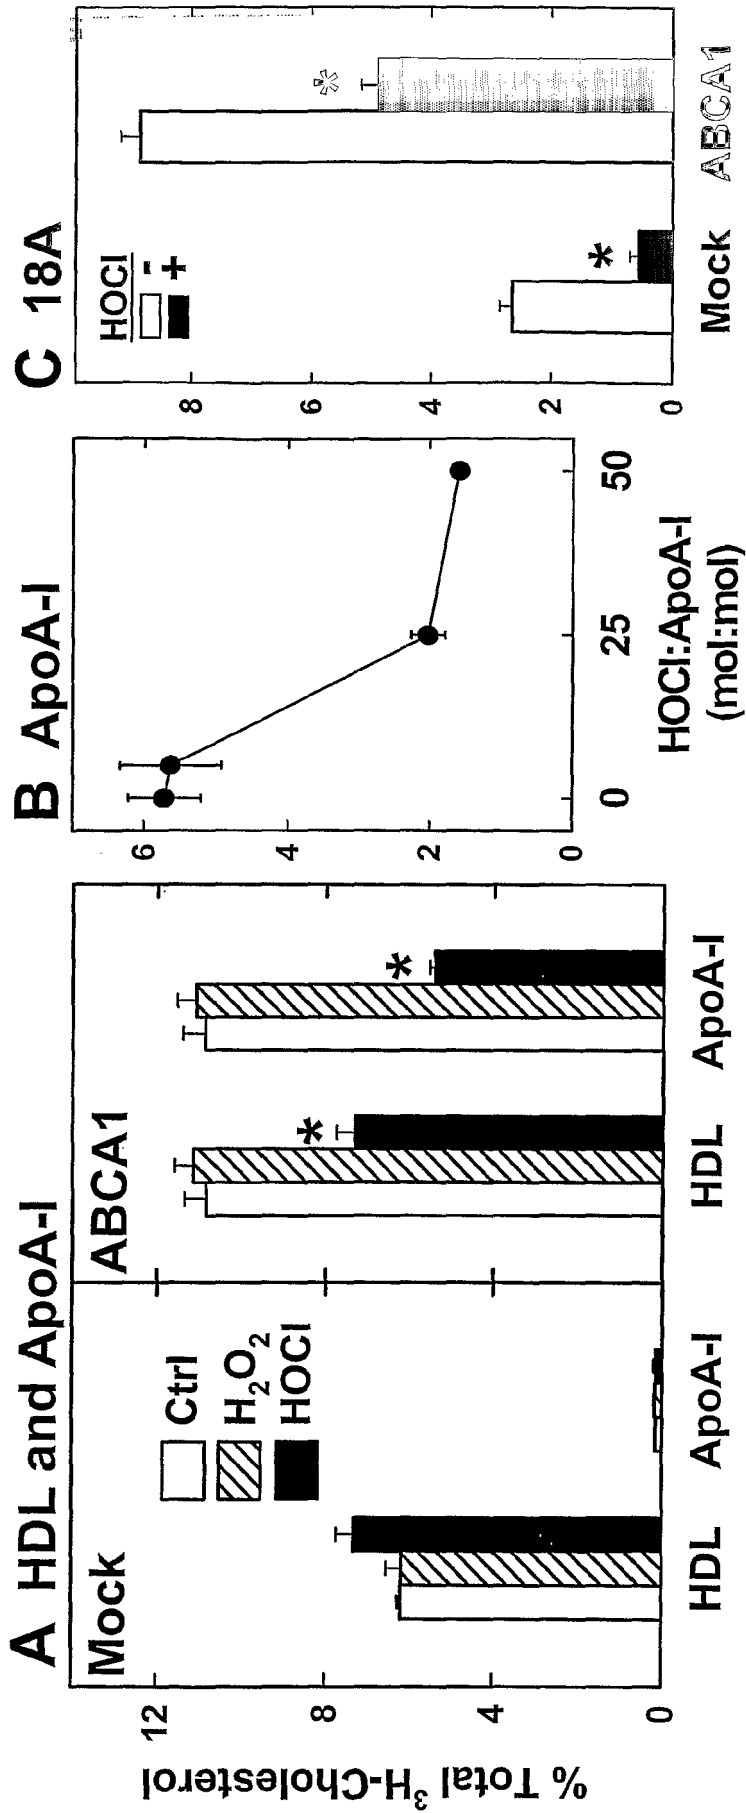 A HDL and ApoA-I
% Total ³H-Cholesterol
Mock
ABCA1
12
8
4
0
Ctrl
H₂O₂
HOCl
*
*
HDL
ApoA-I
HDL
ApoA-I
B ApoA-I
6
4
2
0
0
25
50
HOCl:ApoA-I
(mol:mol)
C 18A
HOCl
-
+
8
6
4
2
0
*
*
Mock
ABCA1